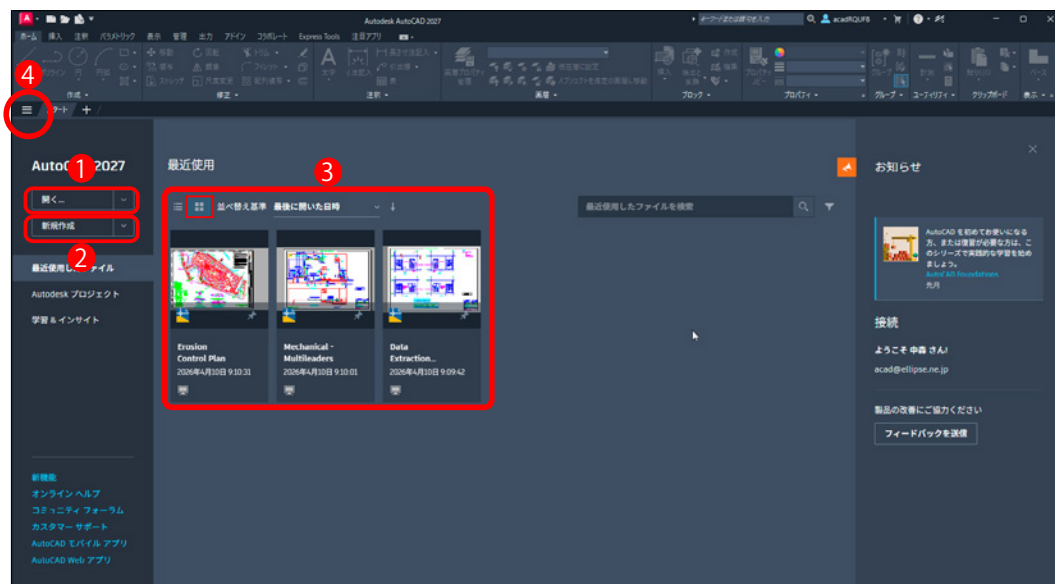 Autodesk AutoCAD 2027
キーワードまたは語句を入力
acadRQUF8
ホーム 挿入 注釈 パラメトリック 表示 管理 出力 アドイン コラボレート Express Tools 注目アプリ
作成
修正
注釈
画層
ブロック
プロパティ
グループ
ユーティリティ
クリップボード
表示
4
スタート
AutoCAD 2027
1
開く...
新規作成
2
最近使用したファイル
Autodesk プロジェクト
学習 & インサイト
新機能
オンライン ヘルプ
コミュニティ フォーラム
カスタマー サポート
AutoCAD モバイル アプリ
AutoCAD Web アプリ
最近使用
3
並べ替え基準 最後に開いた日時
最近使用したファイルを検索
Erosion
Control Plan
2026年4月10日 9:10:31
Mechanical -
Multileaders
2026年4月10日 9:10:01
Data
Extraction...
2026年4月10日 9:09:42
お知らせ
AutoCAD を初めてお使いになる
方、または復習が必要な方は、こ
のシリーズで実践的な学習を始め
ましょう。
AutoCAD Foundations
先月
接続
ようこそ 中森 さん!
acad@ellipse.ne.jp
製品の改善にご協力ください
フィードバックを送信